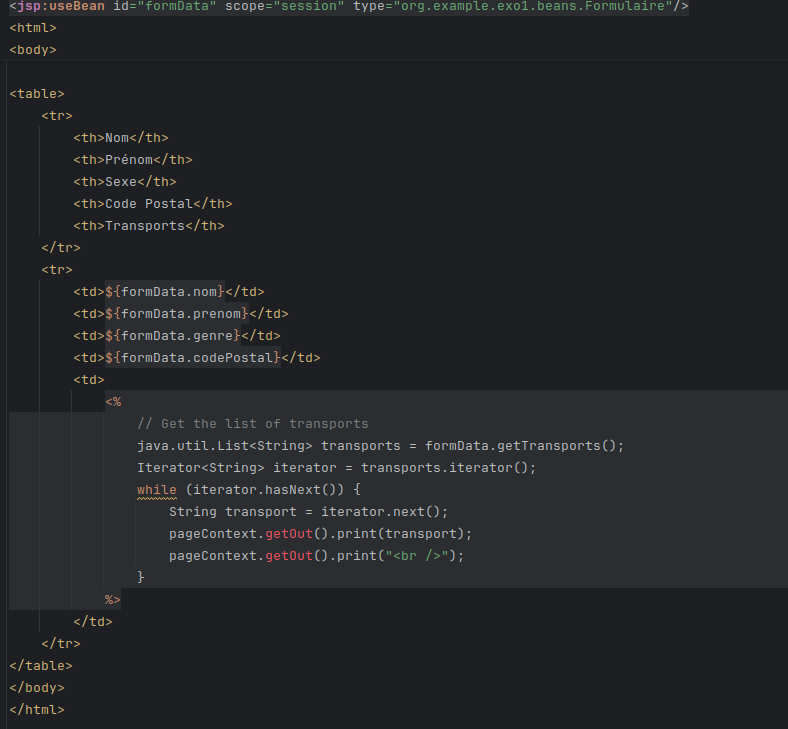 <jsp:useBean id="formData" scope="session" type="org.example.exo1.beans.Formulaire"/>
<html>
<body>
<table>
    <tr>
        <th>Nom</th>
        <th>Prénom</th>
        <th>Sexe</th>
        <th>Code Postal</th>
        <th>Transports</th>
    </tr>
    <tr>
        <td>${formData.nom}</td>
        <td>${formData.prenom}</td>
        <td>${formData.genre}</td>
        <td>${formData.codePostal}</td>
        <td>
            <%
                // Get the list of transports
                java.util.List<String> transports = formData.getTransports();
                Iterator<String> iterator = transports.iterator();
                while (iterator.hasNext()) {
                    String transport = iterator.next();
                    pageContext.getOut().print(transport);
                    pageContext.getOut().print("<br />");
                }
            %>
        </td>
    </tr>
</table>
</body>
</html>